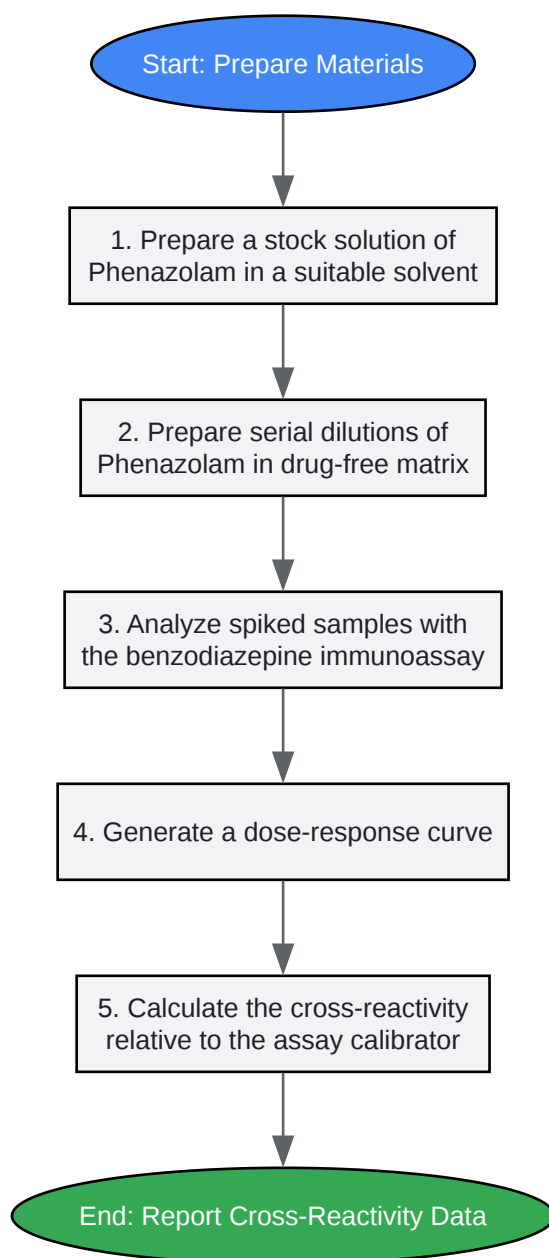 Start: Prepare Materials
1. Prepare a stock solution of
Phenazolam in a suitable solvent
2. Prepare serial dilutions of
Phenazolam in drug-free matrix
3. Analyze spiked samples with
the benzodiazepine immunoassay
4. Generate a dose-response curve
5. Calculate the cross-reactivity
relative to the assay calibrator
End: Report Cross-Reactivity Data